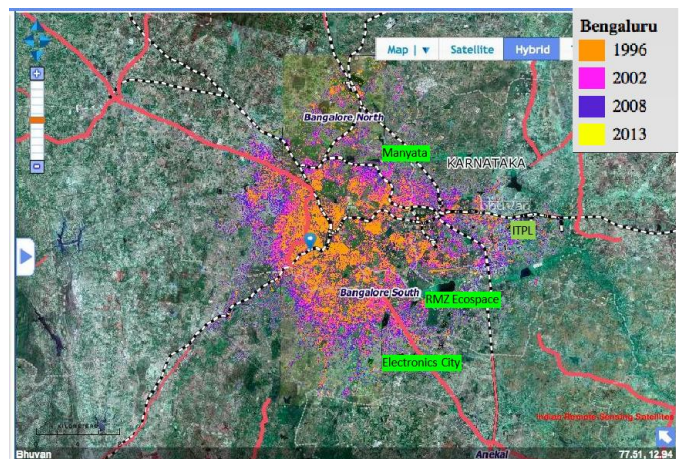 Bengaluru
1996
2002
2008
2013
Map | ▼ Satellite Hybrid
Bangalore North
Manyata
KARNATAKA
ITPL
Bangalore South
RMZ Ecospace
Electronics City
Indian Remote Sensing Satellites
Bhuvan
Anekal
77.51, 12.94